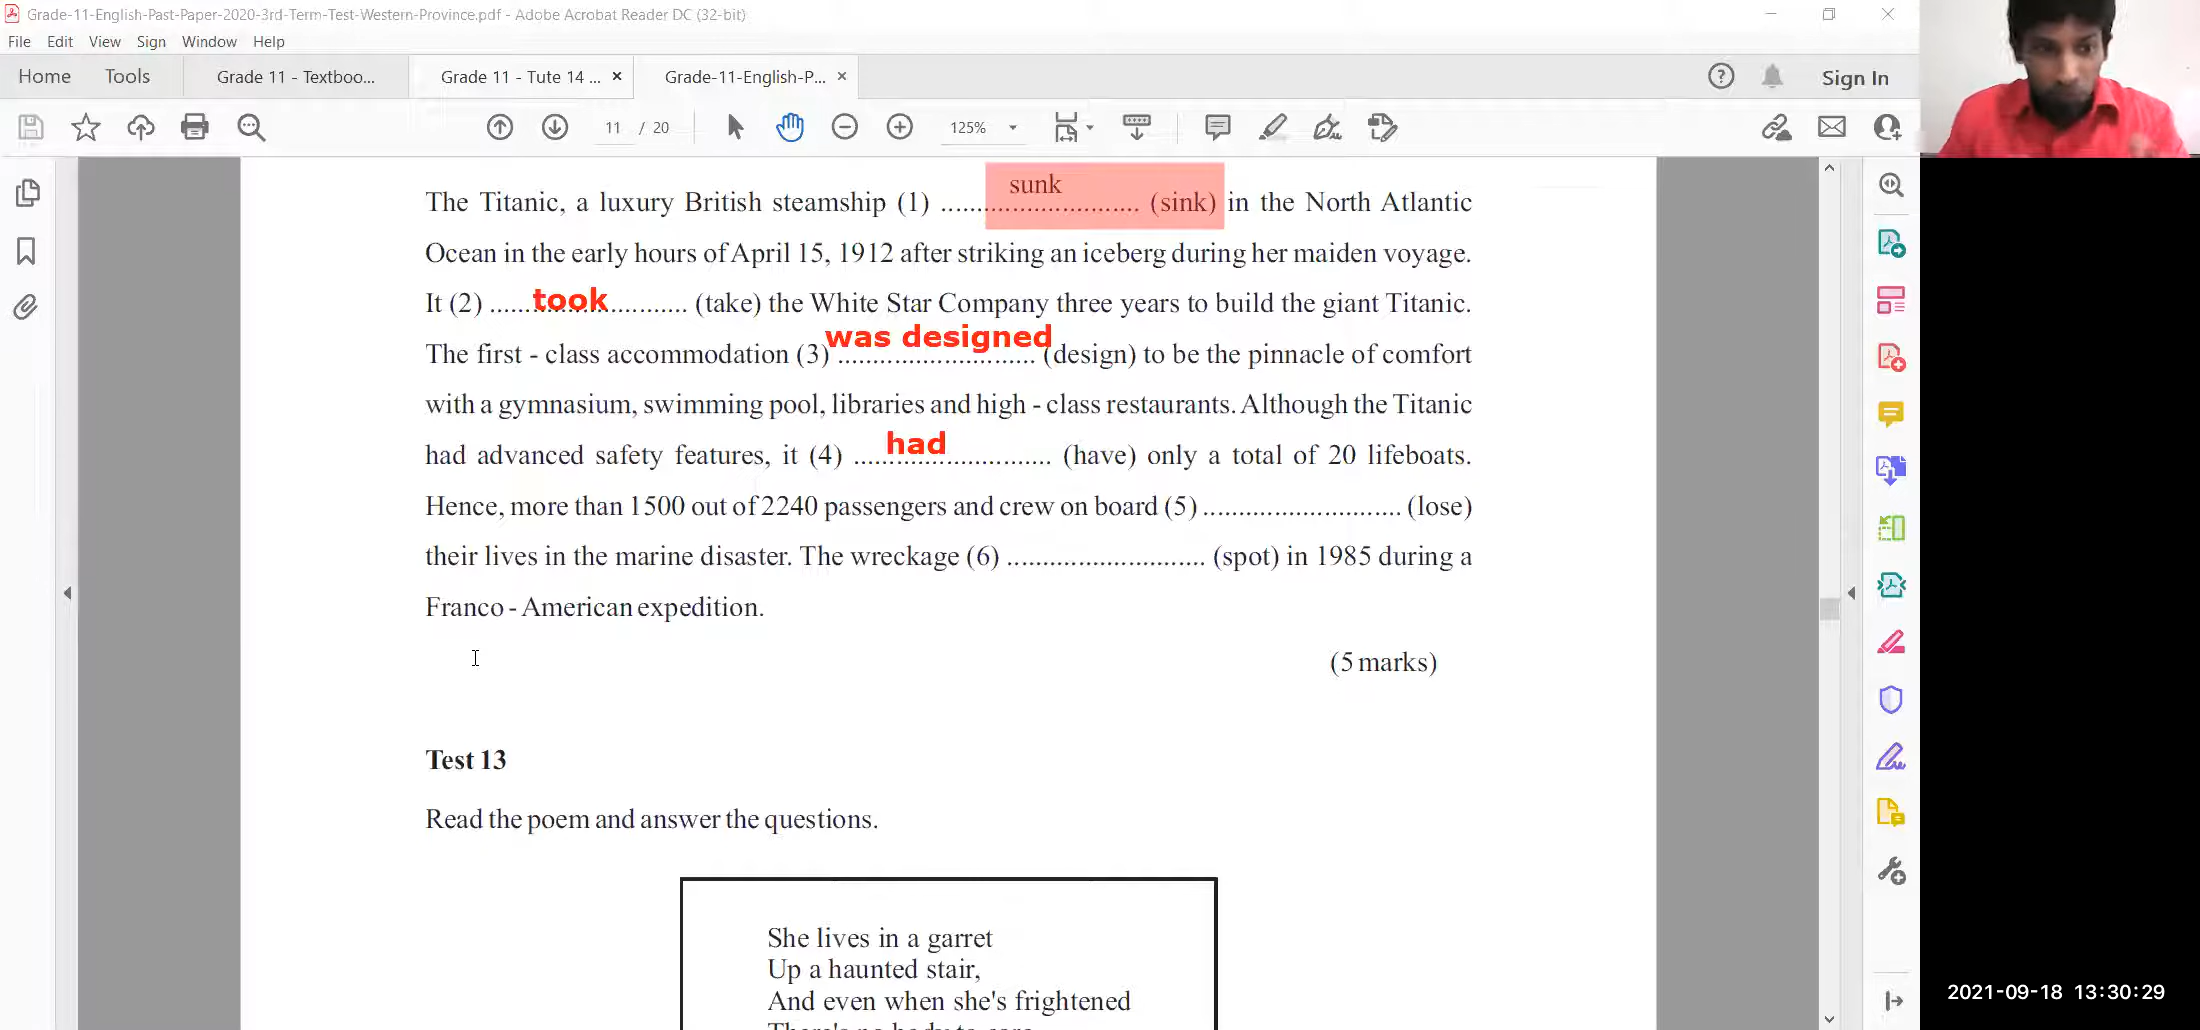 Grade-11-English-Past-Paper-2020-3rd-Term-Test-Western-Province.pdf - Adobe Acrobat Reader DC (32-bit)
File Edit View Sign Window Help
Home Tools Grade 11 - Textboo... Grade 11 - Tute 14 ... × Grade-11-English-P... × Sign In
11 / 20 125%
sunk
The Titanic, a luxury British steamship (1) ............................ (sink) in the North Atlantic
Ocean in the early hours of April 15, 1912 after striking an iceberg during her maiden voyage.
took
It (2) ............................ (take) the White Star Company three years to build the giant Titanic.
was designed
The first - class accommodation (3) ............................ (design) to be the pinnacle of comfort
with a gymnasium, swimming pool, libraries and high - class restaurants. Although the Titanic
had
had advanced safety features, it (4) ............................ (have) only a total of 20 lifeboats.
Hence, more than 1500 out of 2240 passengers and crew on board (5) ............................ (lose)
their lives in the marine disaster. The wreckage (6) ............................ (spot) in 1985 during a
Franco - American expedition.
(5 marks)
Test 13
Read the poem and answer the questions.
She lives in a garret
Up a haunted stair,
And even when she's frightened
2021-09-18 13:30:29